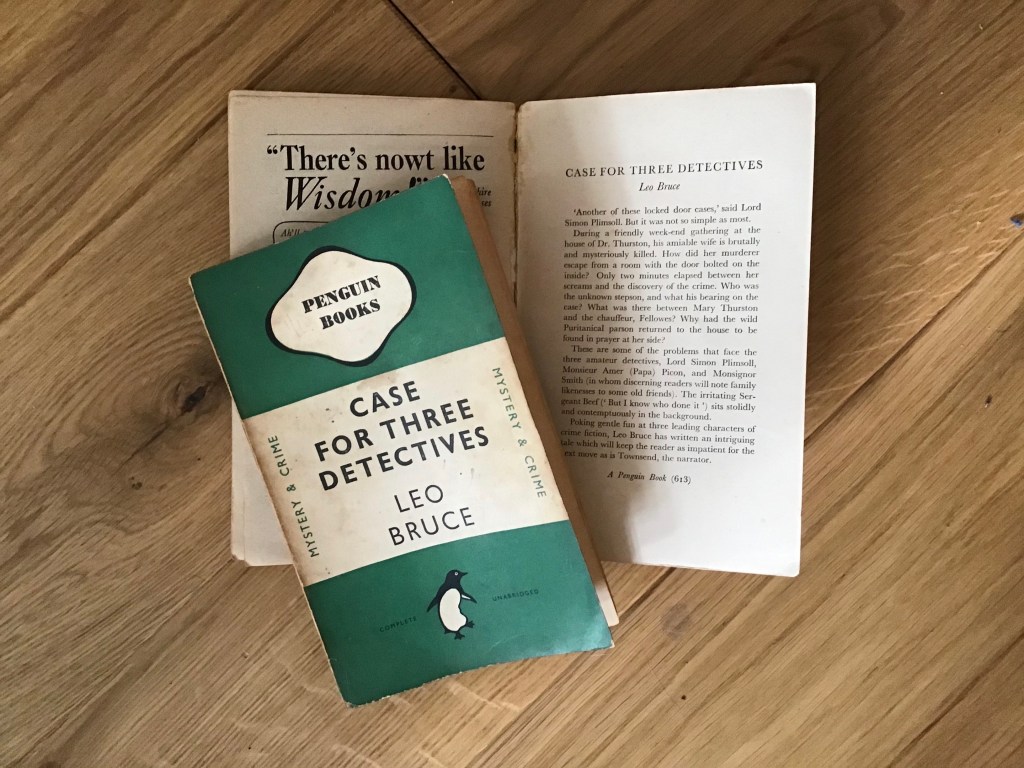 "There's nowt like
Wisdom!"
CASE FOR THREE DETECTIVES
Leo Bruce
'Another of these locked door cases,' said Lord
Simon Plimsoll. But it was not so simple as most.
During a friendly week-end gathering at the
house of Dr. Thurston, his amiable wife is brutally
and mysteriously killed. How did her murderer
escape from a room with the door bolted on the
inside? Only two minutes elapsed between her
screams and the discovery of the crime. Who was
the unknown stepson, and what his bearing on the
case? What was there between Mary Thurston
and the chauffeur, Fellowes? Why had the wild
Puritanical parson returned to the house to be
found in prayer at her side?
These are some of the problems that face the
three amateur detectives, Lord Simon Plimsoll,
Monsieur Amer (Papa) Picon, and Monsignor
Smith (in whom discerning readers will note family
likenesses to some old friends). The irritating Ser-
geant Beef (' But I know who done it ') sits stolidly
and contemptuously in the background.
Poking gentle fun at three leading characters of
crime fiction, Leo Bruce has written an intriguing
tale which will keep the reader as impatient for the
next move as is Townsend, the narrator.
A Penguin Book (613)
PENGUIN
BOOKS
MYSTERY & CRIME
CASE
FOR THREE
DETECTIVES
LEO
BRUCE
MYSTERY & CRIME
COMPLETE
UNABRIDGED